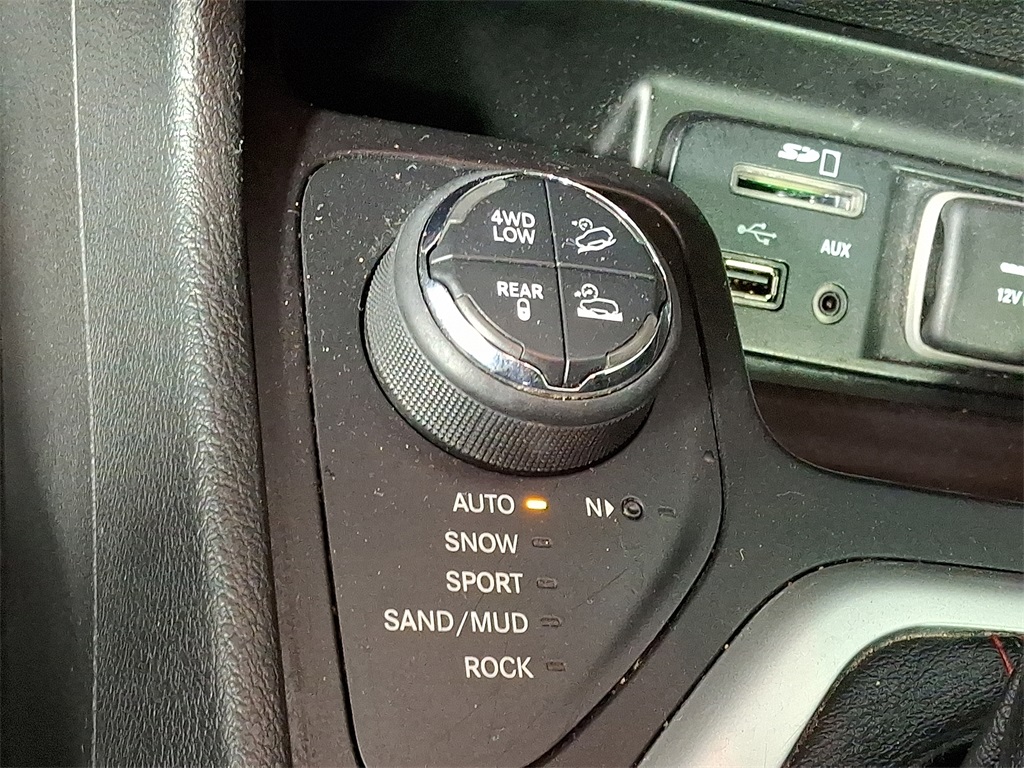 4WD
LOW
REAR
AUTO
N
SNOW
SPORT
SAND/MUD
ROCK
SD
AUX
12V